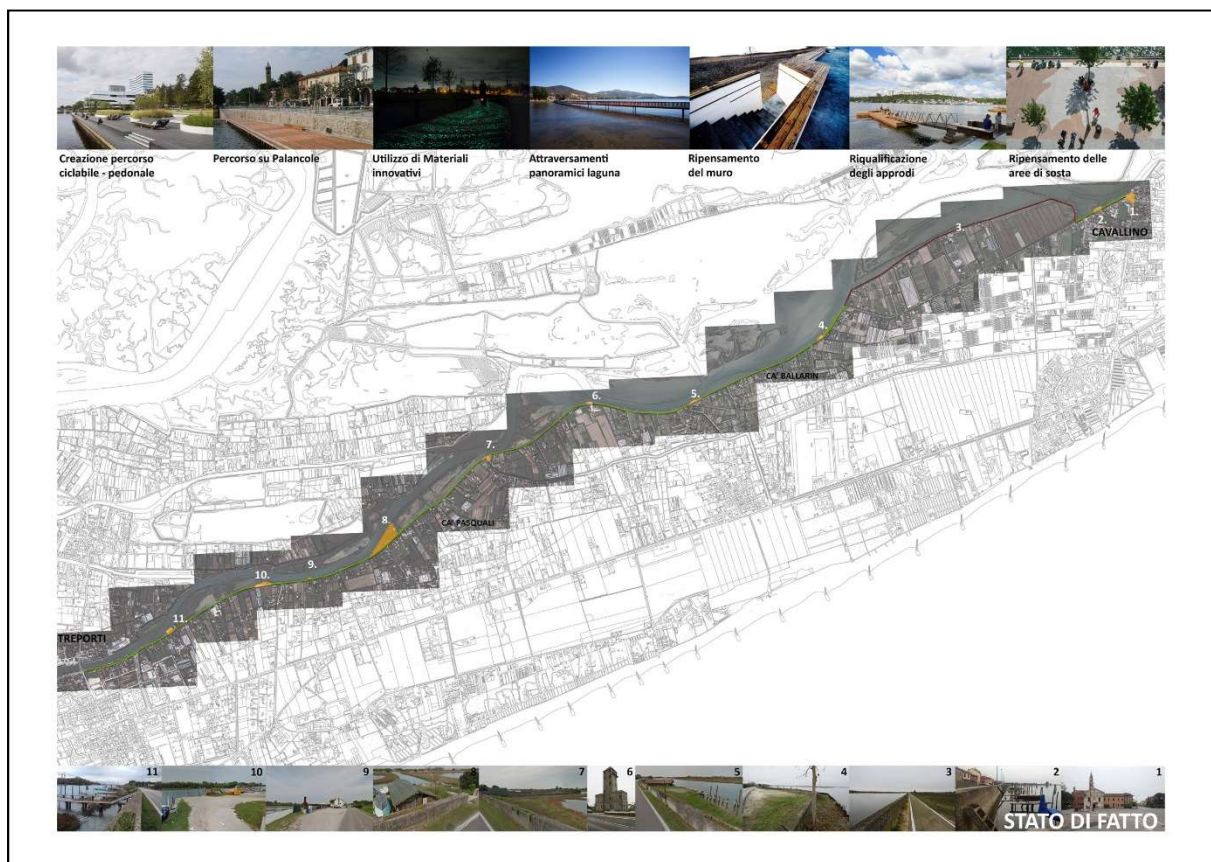 Creazione percorso
ciclabile - pedonale
Percorso su Palancole
Utilizzo di Materiali
innovativi
Attraversamenti
panoramici laguna
Ripensamento
del muro
Riqualificazione
degli approdi
Ripensamento delle
aree di sosta
1.
2.
CAVALLINO
3.
4.
CA' BALLARIN
5.
6.
7.
CA' PASQUALI
8.
9.
10.
11.
TREPORTI
11
10
9
8
7
6
5
4
3
2
1
STATO DI FATTO